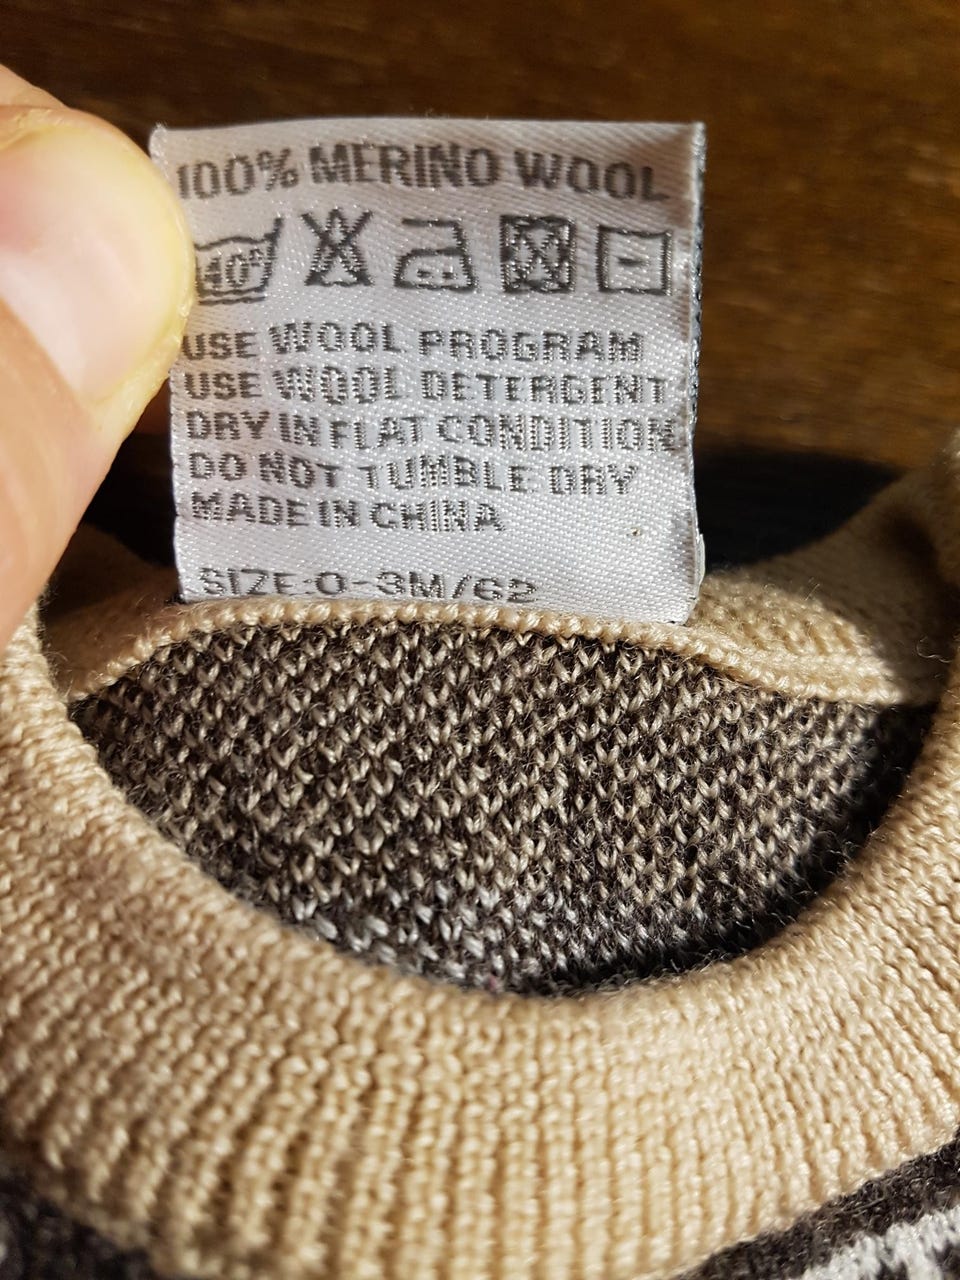 100% MERINO WOOL
40°
USE WOOL PROGRAM
USE WOOL DETERGENT
DRY IN FLAT CONDITION
DO NOT TUMBLE DRY
MADE IN CHINA
SIZE:0-3M/62